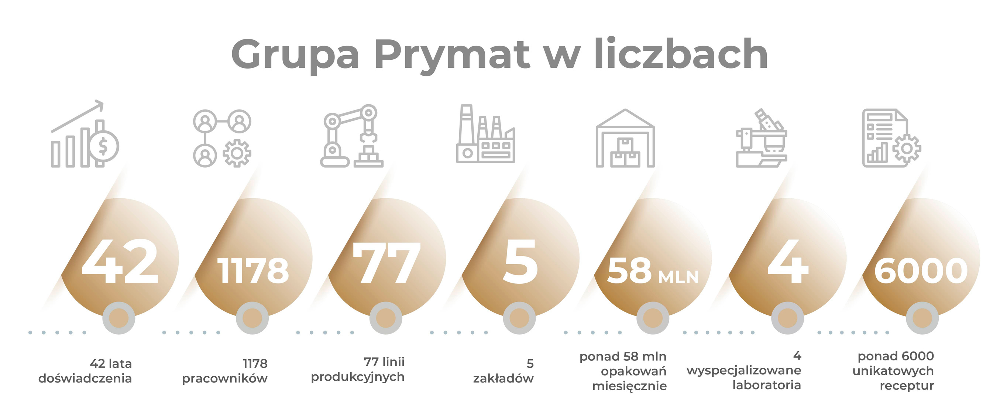 Grupa Prymat w liczbach
$
42
1178
77
5
58 MLN
4
6000
42 lata
doświadczenia
1178
pracowników
77 linii
produkcyjnych
5
zakładów
ponad 58 mln
opakowań
miesięcznie
4
wyspecjalizowane
laboratoria
ponad 6000
unikatowych
receptur